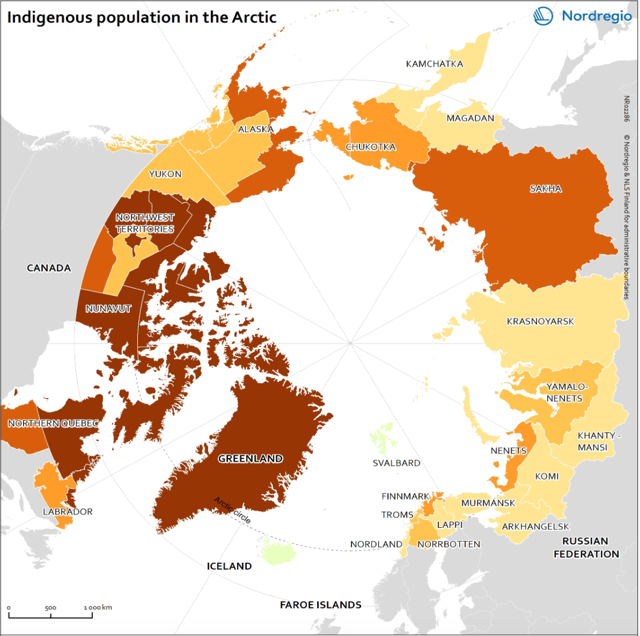 Indigenous population in the Arctic
Nordregio
KAMCHATKA
MAGADAN
ALASKA
CHUKOTKA
YUKON
SAKHA
NORTHWEST
TERRITORIES
CANADA
NUNAVUT
KRASNOYARSK
YAMALO-
NENETS
NORTHERN QUEBEC
KHANTY -
MANSI
NENETS
GREENLAND
SVALBARD
KOMI
FINNMARK
MURMANSK
Arctic circle
LABRADOR
TROMS
LAPPI
ARKHANGELSK
NORDLAND
NORRBOTTEN
RUSSIAN
FEDERATION
ICELAND
FAROE ISLANDS
0 500 1 000 km
NR02286 © Nordregio & NLS Finland for administrative boundaries